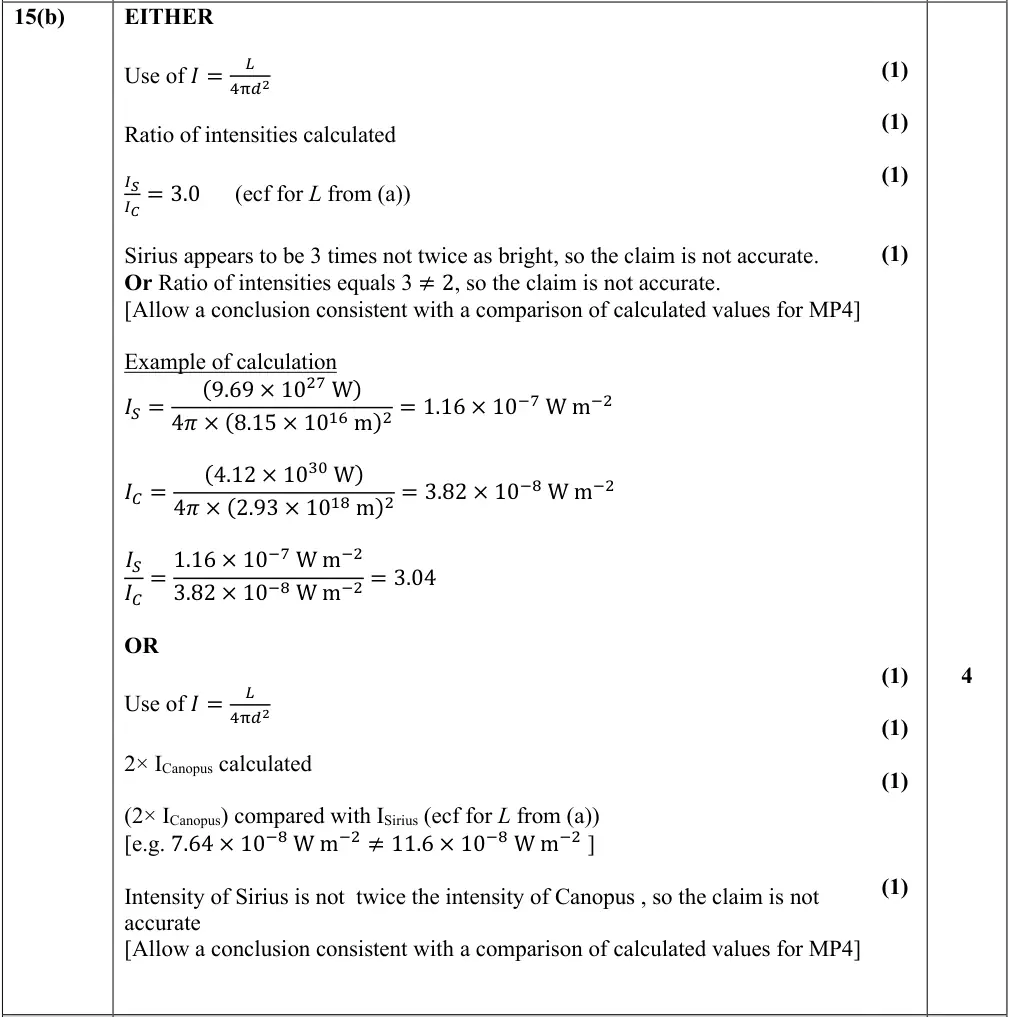 15(b) EITHER
Use of I = L/4πd² (1)
Ratio of intensities calculated (1)
I_S/I_C = 3.0 (ecf for L from (a)) (1)
Sirius appears to be 3 times not twice as bright, so the claim is not accurate. (1)
Or Ratio of intensities equals 3 ≠ 2, so the claim is not accurate.
[Allow a conclusion consistent with a comparison of calculated values for MP4]
Example of calculation
I_S = (9.69 × 10²⁷ W)/4π × (8.15 × 10¹⁶ m)² = 1.16 × 10⁻⁷ W m⁻²
I_C = (4.12 × 10³⁰ W)/4π × (2.93 × 10¹⁸ m)² = 3.82 × 10⁻⁸ W m⁻²
I_S/I_C = 1.16 × 10⁻⁷ W m⁻²/3.82 × 10⁻⁸ W m⁻² = 3.04
OR
Use of I = L/4πd² (1) 4
2× I_Canopus calculated (1)
(2× I_Canopus) compared with I_Sirius (ecf for L from (a)) (1)
[e.g. 7.64 × 10⁻⁸ W m⁻² ≠ 11.6 × 10⁻⁸ W m⁻² ]
Intensity of Sirius is not twice the intensity of Canopus , so the claim is not (1)
accurate
[Allow a conclusion consistent with a comparison of calculated values for MP4]